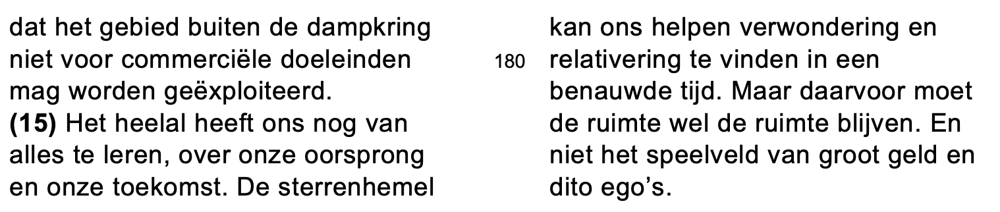 dat het gebied buiten de dampkring
niet voor commerciële doeleinden
mag worden geëxploiteerd.
(15) Het heelal heeft ons nog van
alles te leren, over onze oorsprong
en onze toekomst. De sterrenhemel
kan ons helpen verwondering en
180 relativering te vinden in een
benauwde tijd. Maar daarvoor moet
de ruimte wel de ruimte blijven. En
niet het speelveld van groot geld en
dito ego’s.